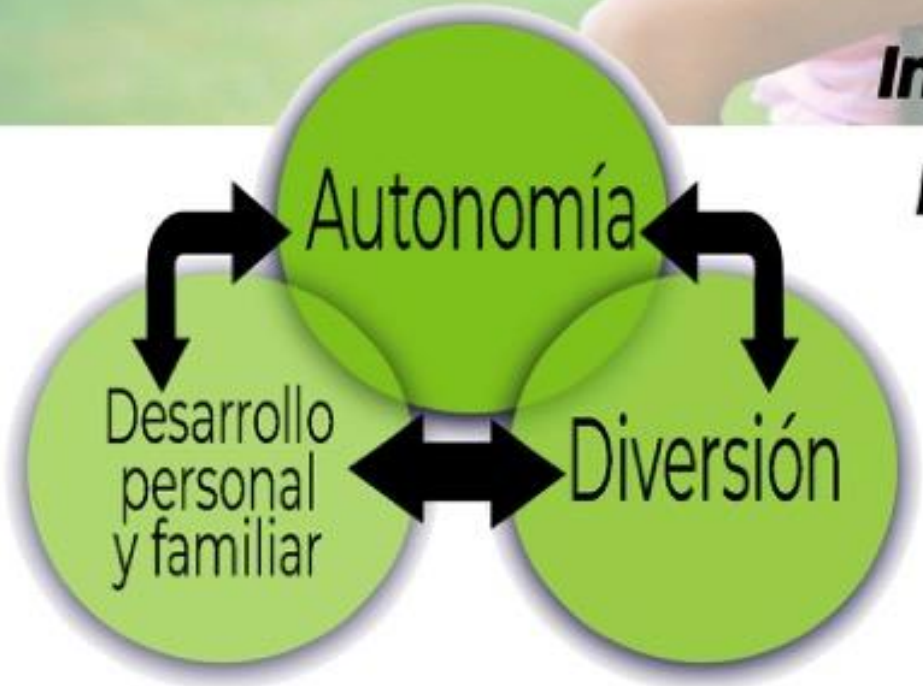 Autonomía
Desarrollo
personal
y familiar
Diversión